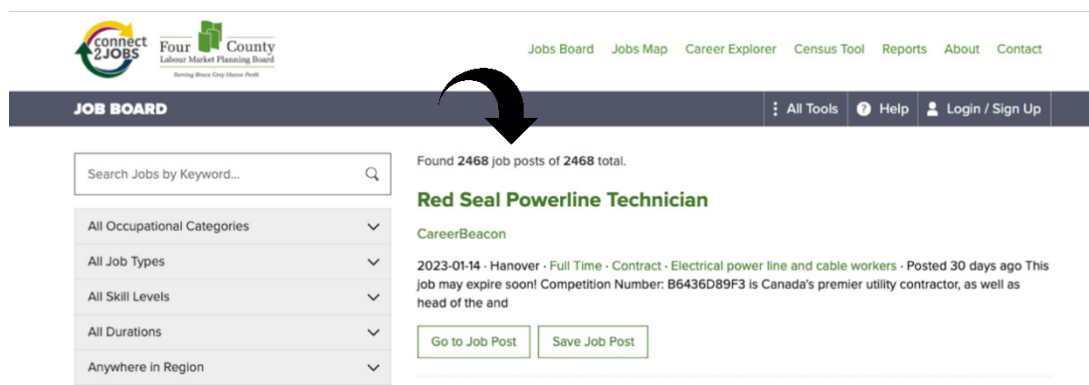 connect
2JOBS
Four County
Labour Market Planning Board
Serving Bruce Grey Huron Perth
Jobs Board Jobs Map Career Explorer Census Tool Reports About Contact
JOB BOARD
All Tools
? Help
Login / Sign Up
Search Jobs by Keyword...
All Occupational Categories
All Job Types
All Skill Levels
All Durations
Anywhere in Region
Found 2468 job posts of 2468 total.
Red Seal Powerline Technician
CareerBeacon
2023-01-14 · Hanover · Full Time · Contract · Electrical power line and cable workers · Posted 30 days ago This
job may expire soon! Competition Number: B6436D89F3 is Canada's premier utility contractor, as well as
head of the and
Go to Job Post
Save Job Post